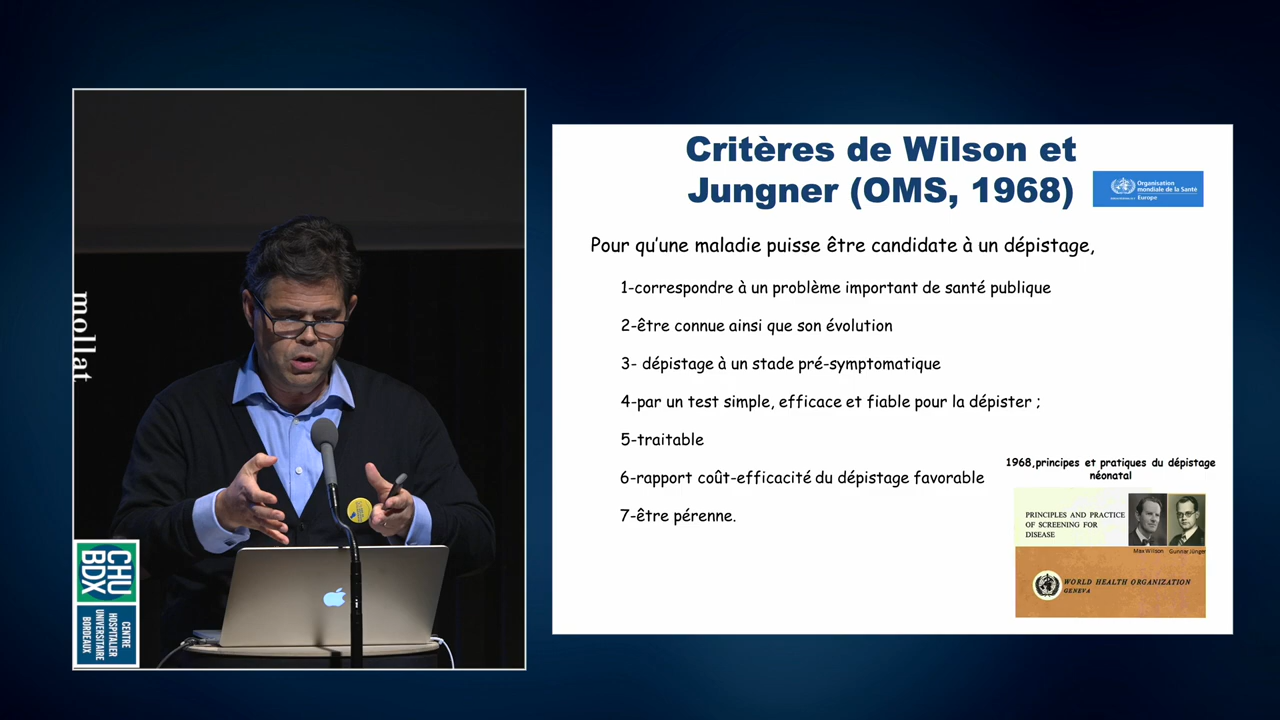 mollat
CHU
BDX
CENTRE
HOSPITALIER
UNIVERSITAIRE
BORDEAUX
Critères de Wilson et
Jungner (OMS, 1968)
Organisation
mondiale de la Santé
Europe
Pour qu'une maladie puisse être candidate à un dépistage,
1-correspondre à un problème important de santé publique
2-être connue ainsi que son évolution
3- dépistage à un stade pré-symptomatique
4-par un test simple, efficace et fiable pour la dépister ;
5-traitable
6-rapport coût-efficacité du dépistage favorable
7-être pérenne.
1968,principes et pratiques du dépistage
néonatal
PRINCIPLES AND PRACTICE
OF SCREENING FOR
DISEASE
Max Wilson Gunnar Jünger
WORLD HEALTH ORGANIZATION
GENEVA